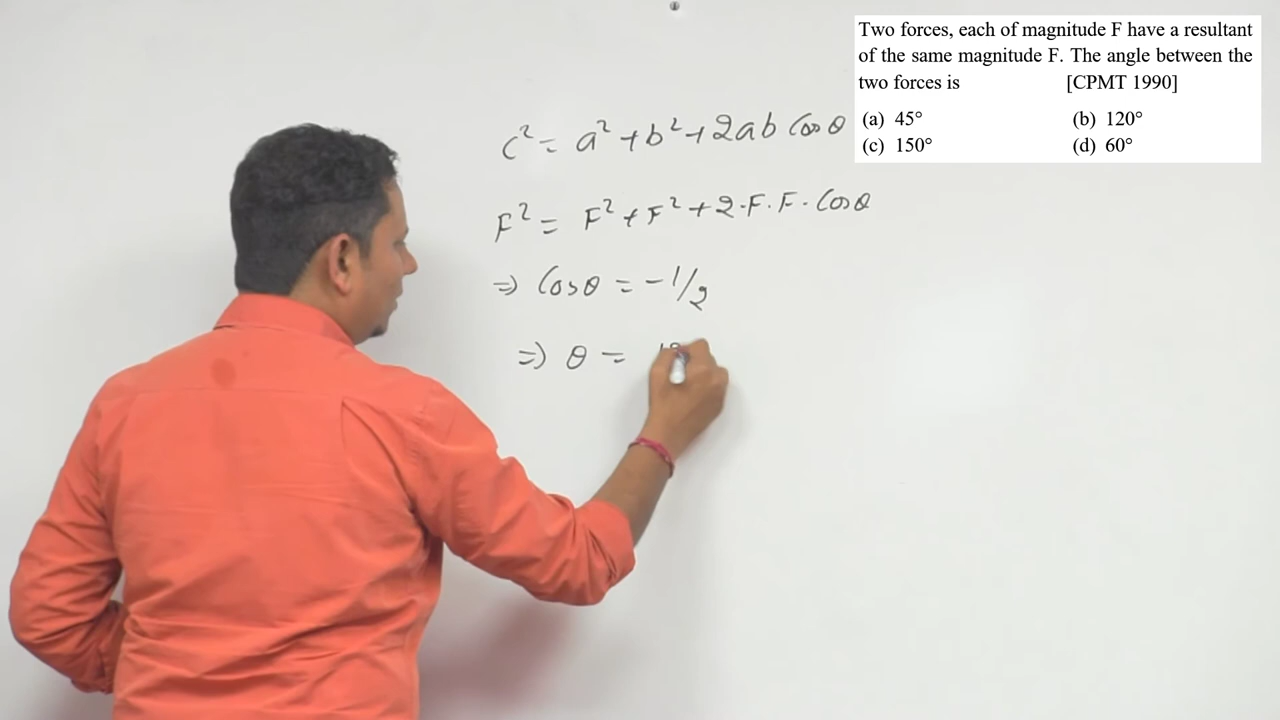 Two forces, each of magnitude F have a resultant
of the same magnitude F. The angle between the
two forces is [CPMT 1990]
(a) 45° (b) 120°
(c) 150° (d) 60°
c² = a² + b² + 2ab Cos θ
F² = F² + F² + 2·F·F·Cos θ
⇒ Cos θ = -1/2
⇒ θ =